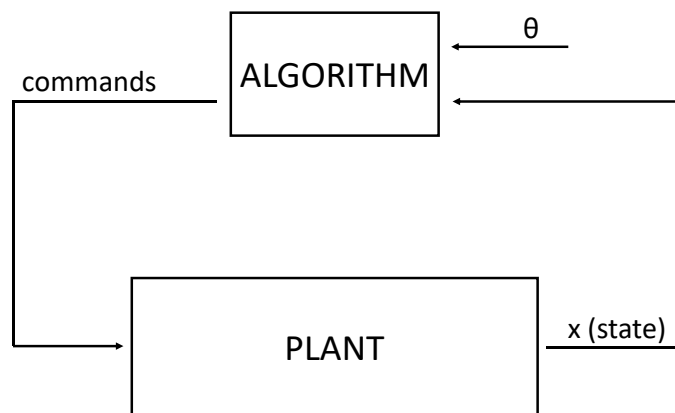 θ
commands
ALGORITHM
x (state)
PLANT